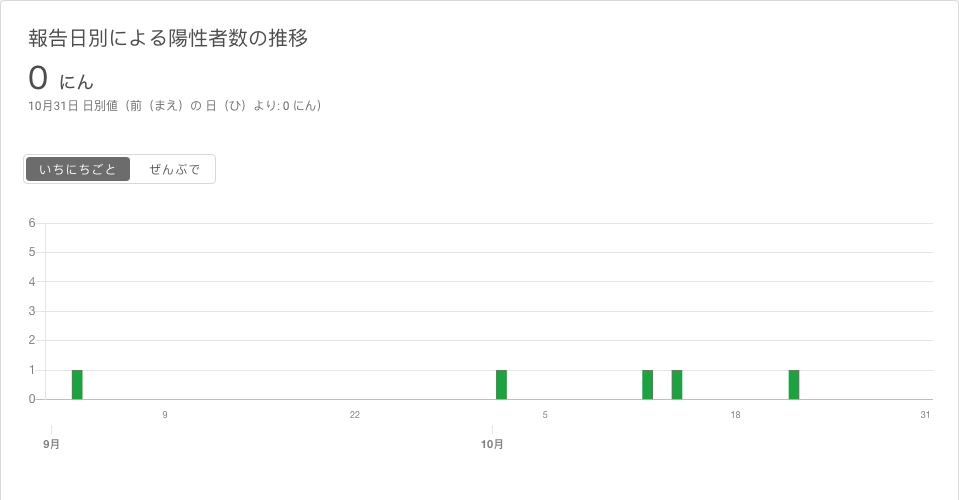 報告日別による陽性者数の推移
0 にん
10月31日 日別値（前（まえ）の 日（ひ）より: 0 にん）
いちにちごと ぜんぶで
6
5
4
3
2
1
0
9 22 5 18 31
9月 10月